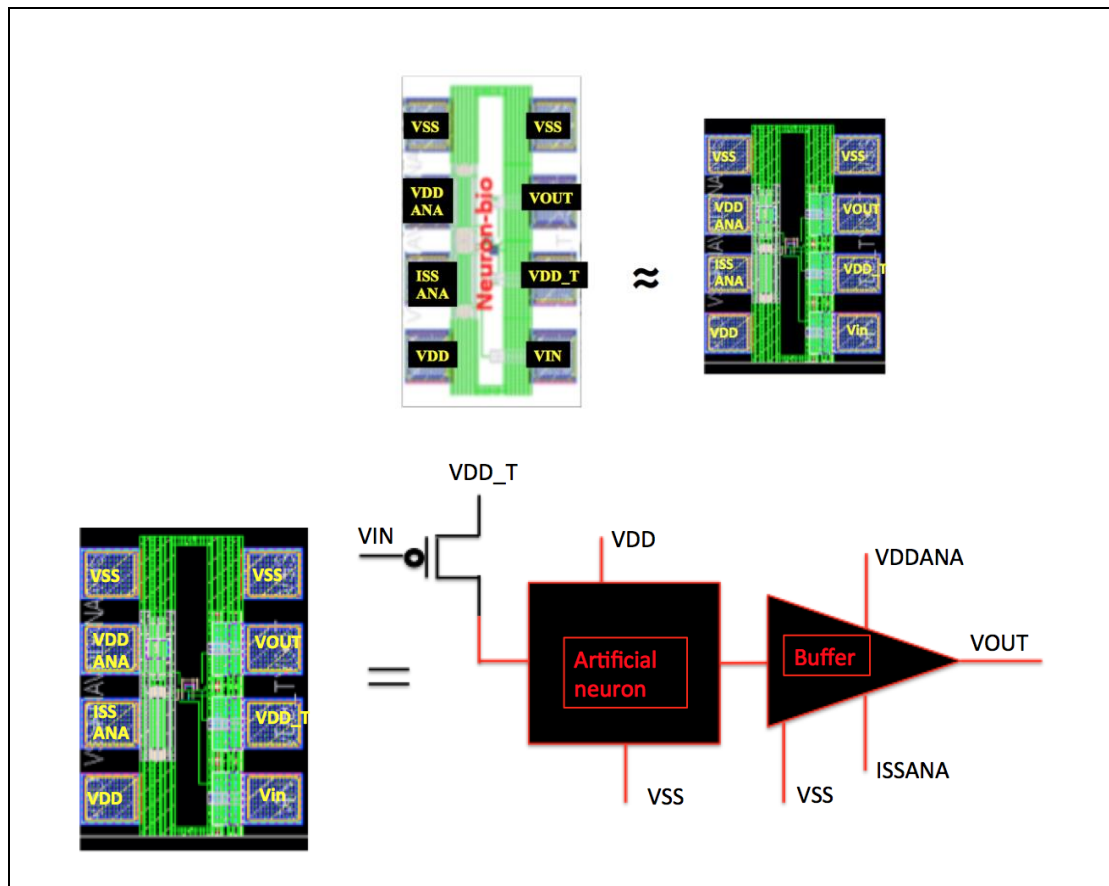 VSS
VSS
VDD
ANA
VOUT
ISS
ANA
VDD_T
VDD
VIN
Neuron-bio
≈
VSS
VSS
VDD
ANA
VOUT
ISS
ANA
VDD_T
VDD
Vin
VSS
VSS
VDD
ANA
VOUT
ISS
ANA
VDD_T
VDD
Vin
=
VDD_T
VIN
VDD
VDDANA
Artificial
neuron
Buffer
VOUT
VSS
VSS
ISSANA